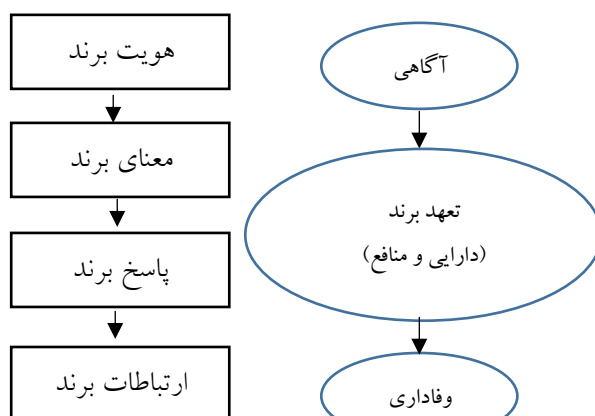 هویت برند
معنای برند
پاسخ برند
ارتباطات برند
آگاهی
تعهد برند
(دارایی و منافع)
وفاداری